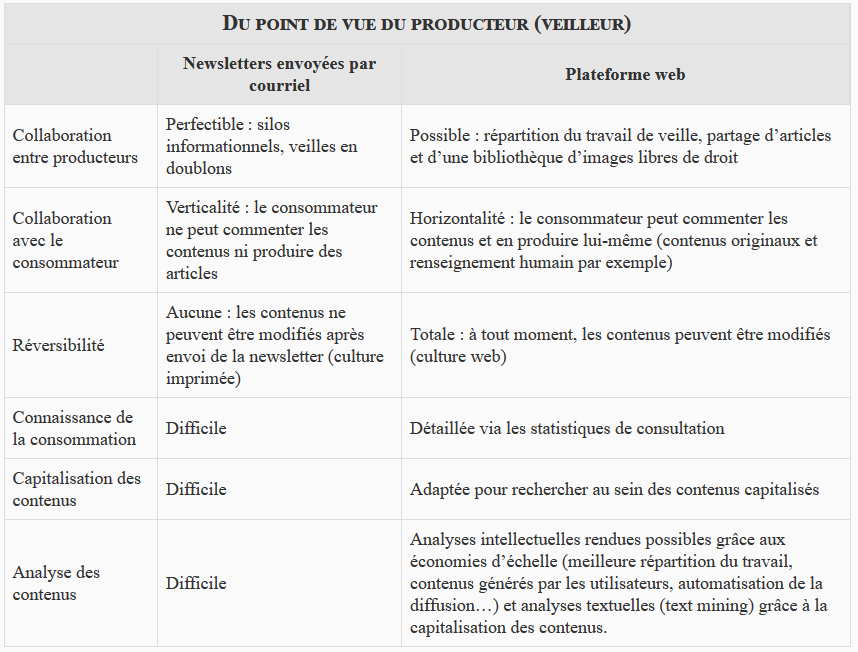 DU POINT DE VUE DU PRODUCTEUR (VEILLEUR)
Newsletters envoyées par
courriel
Plateforme web
Collaboration
entre producteurs
Perfectible : silos
informationnels, veilles en
doublons
Possible : répartition du travail de veille, partage d’articles
et d’une bibliothèque d’images libres de droit
Collaboration
avec le
consommateur
Verticalité : le consommateur
ne peut commenter les
contenus ni produire des
articles
Horizontalité : le consommateur peut commenter les
contenus et en produire lui-même (contenus originaux et
renseignement humain par exemple)
Réversibilité
Aucune : les contenus ne
peuvent être modifiés après
envoi de la newsletter (culture
imprimée)
Totale : à tout moment, les contenus peuvent être modifiés
(culture web)
Connaissance de
la consommation
Difficile
Détaillée via les statistiques de consultation
Capitalisation des
contenus
Difficile
Adaptée pour rechercher au sein des contenus capitalisés
Analyse des
contenus
Difficile
Analyses intellectuelles rendues possibles grâce aux
économies d’échelle (meilleure répartition du travail,
contenus générés par les utilisateurs, automatisation de la
diffusion…) et analyses textuelles (text mining) grâce à la
capitalisation des contenus.